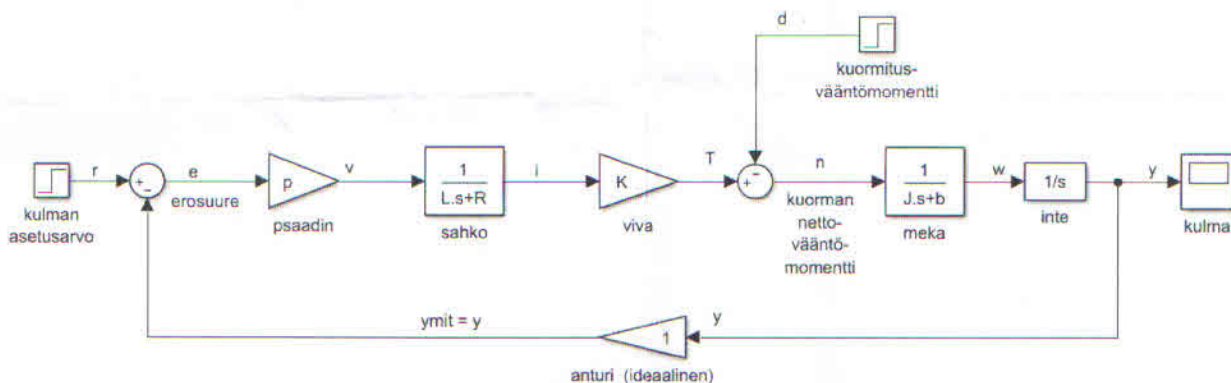 d
kuormitus-
vääntömomentti
r
+
−
e
erosuure
kulman
asetusarvo
p
v
psaadin
1
L.s+R
sahko
i
K
viva
T
+
−
n
kuorman
netto-
vääntö-
momentti
1
J.s+b
meka
w
1/s
inte
y
kulma
ymit = y
1
y
anturi (ideaalinen)